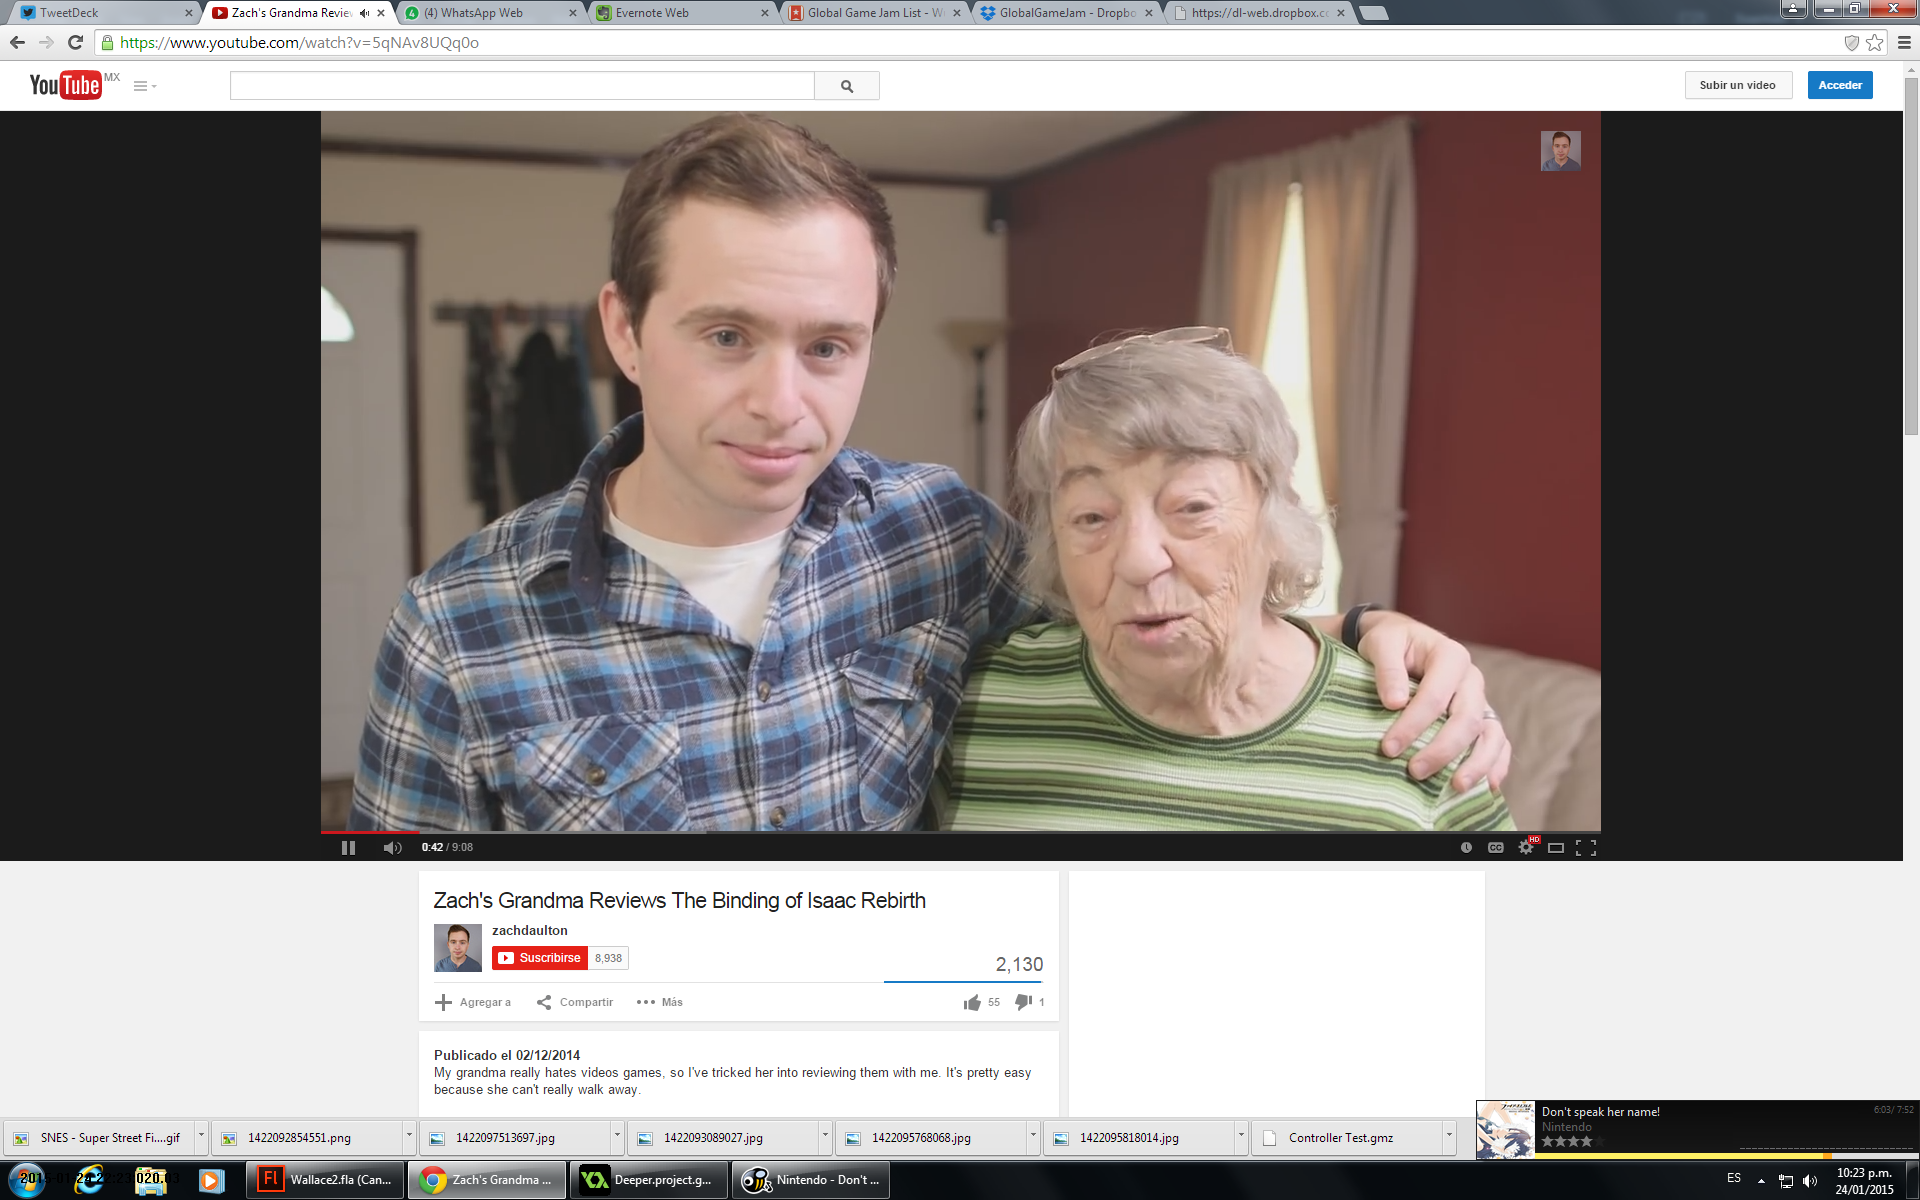 TweetDeck
Zach's Grandma Review
(4) WhatsApp Web
Evernote Web
Global Game Jam List - W
GlobalGameJam - Dropbo
https://dl-web.dropbox.c
https://www.youtube.com/watch?v=5qNAv8UQq0o
YouTube MX
Subir un video
Acceder
0:42 / 9:08
CC
HD
Zach's Grandma Reviews The Binding of Isaac Rebirth
zachdaulton
Suscribirse 8,938
2,130
Agregar a
Compartir
Más
55
1
Publicado el 02/12/2014
My grandma really hates videos games, so I've tricked her into reviewing them with me. It's pretty easy
because she can't really walk away.
Don't speak her name!
6:03/ 7:52
Nintendo
SNES - Super Street Fi....gif
1422092854551.png
1422097513697.jpg
1422093089027.jpg
1422095768068.jpg
1422095818014.jpg
Controller Test.gmz
Fl Wallace2.fla (Can...
Zach's Grandma ...
Deeper.project.g...
Nintendo - Don't ...
ES
10:23 p.m.
24/01/2015